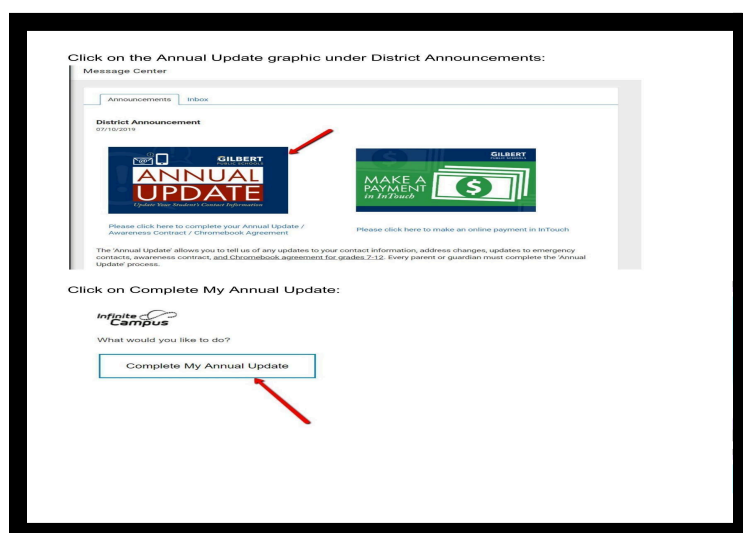 Click on the Annual Update graphic under District Announcements:
Message Center
Announcements
Inbox
District Announcement
07/10/2019
GILBERT
PUBLIC SCHOOLS
ANNUAL
UPDATE
Update Your Student's Contact Information
GILBERT
PUBLIC SCHOOLS
MAKE A
PAYMENT
in InTouch
$
Please click here to complete your Annual Update /
Awareness Contract / Chromebook Agreement
Please click here to make an online payment in InTouch
The 'Annual Update' allows you to tell us of any updates to your contact information, address changes, updates to emergency
contacts, awareness contract, and Chromebook agreement for grades 7-12. Every parent or guardian must complete the 'Annual
Update' process.
Click on Complete My Annual Update:
Infinite
Campus
What would you like to do?
Complete My Annual Update